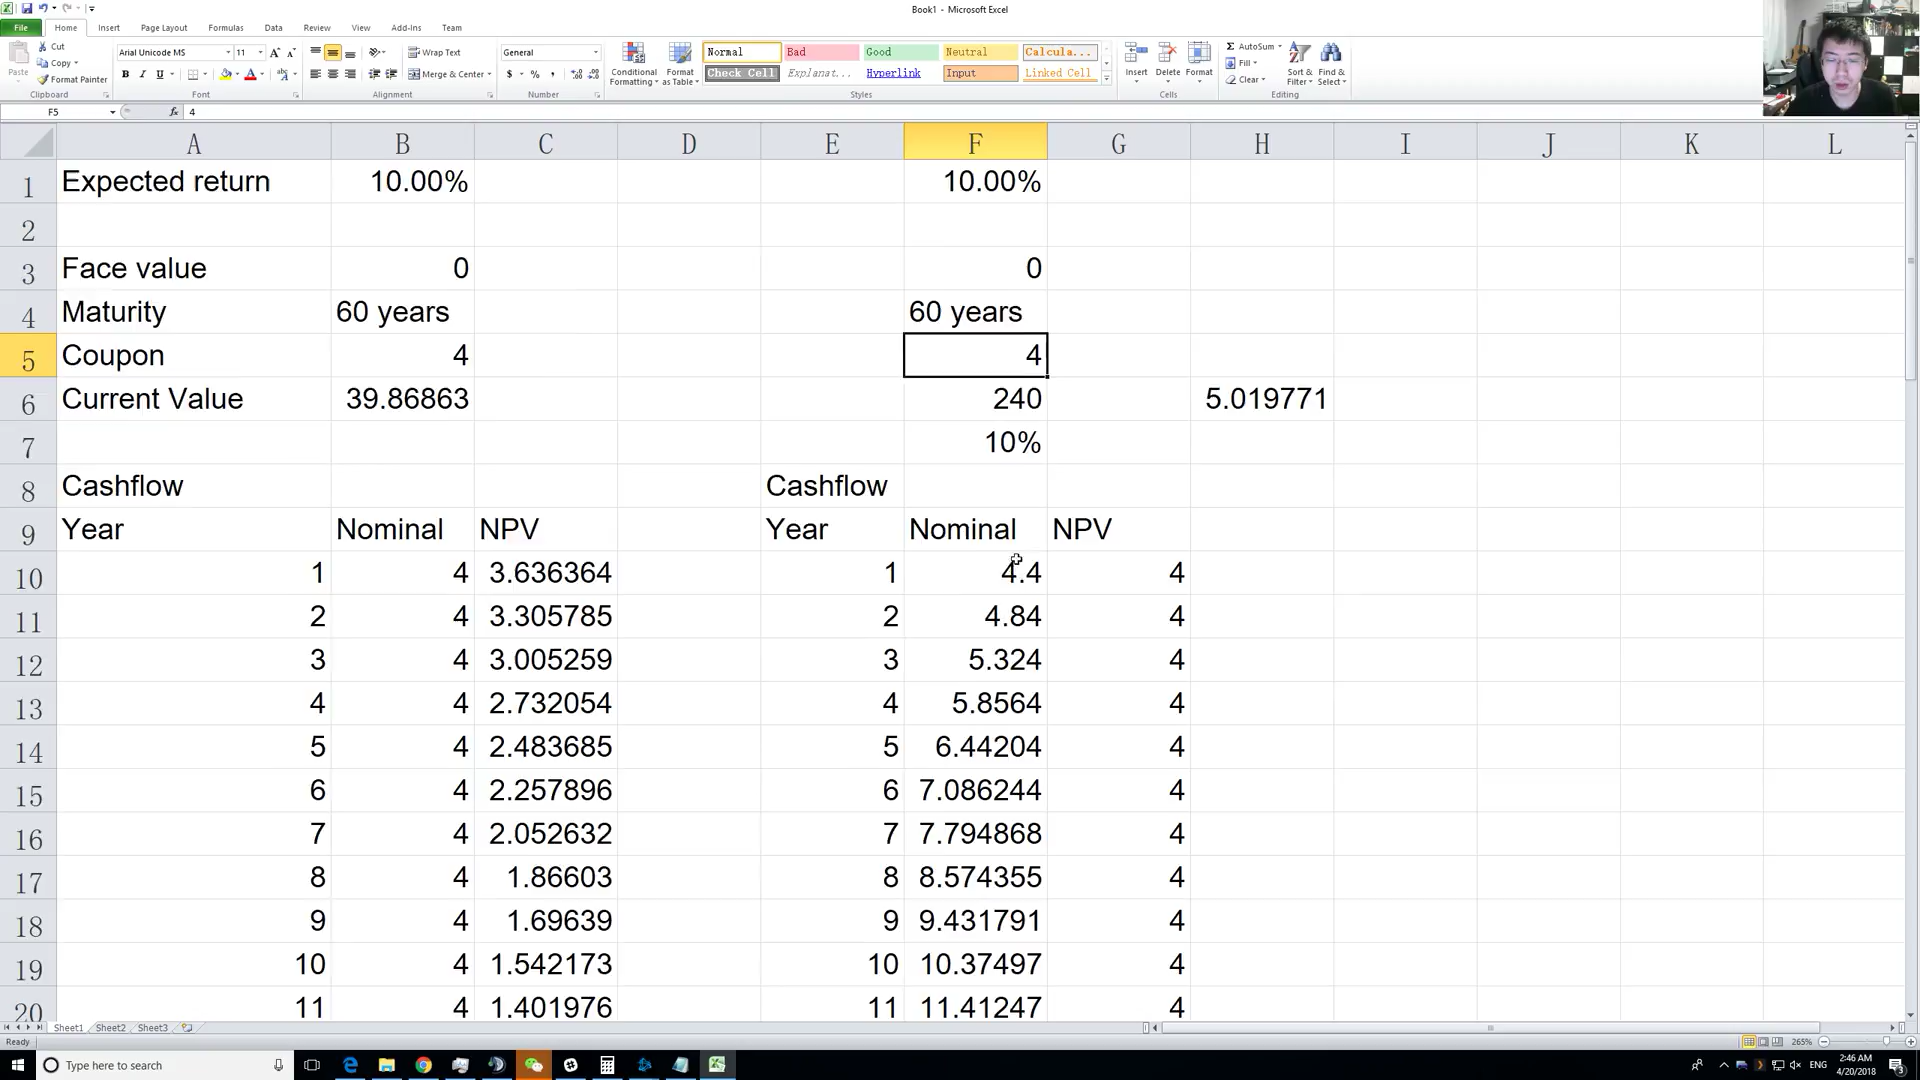 Book1 - Microsoft Excel
File Home Insert Page Layout Formulas Data Review View Add-Ins Team
Paste
Cut
Copy
Format Painter
Clipboard
Arial Unicode MS 11
B I U
Font
Wrap Text
Merge & Center
Alignment
General
$ % ,
Number
Conditional Formatting
Format as Table
Normal Bad Good Neutral Calcula...
Check Cell Explanat... Hyperlink Input Linked Cell
Styles
Insert Delete Format
Cells
AutoSum
Fill
Clear
Sort & Filter
Find & Select
Editing
F5 fx 4
A B C D E F G H I J K L
1 Expected return 10.00% 10.00%
2
3 Face value 0 0
4 Maturity 60 years 60 years
5 Coupon 4 4
6 Current Value 39.86863 240 5.019771
7 10%
8 Cashflow Cashflow
9 Year Nominal NPV Year Nominal NPV
10 1 4 3.636364 1 4.4 4
11 2 4 3.305785 2 4.84 4
12 3 4 3.005259 3 5.324 4
13 4 4 2.732054 4 5.8564 4
14 5 4 2.483685 5 6.44204 4
15 6 4 2.257896 6 7.086244 4
16 7 4 2.052632 7 7.794868 4
17 8 4 1.86603 8 8.574355 4
18 9 4 1.69639 9 9.431791 4
19 10 4 1.542173 10 10.37497 4
20 11 4 1.401976 11 11.41247 4
Sheet1 Sheet2 Sheet3
Ready 265%
Type here to search
ENG
2:46 AM
4/20/2018